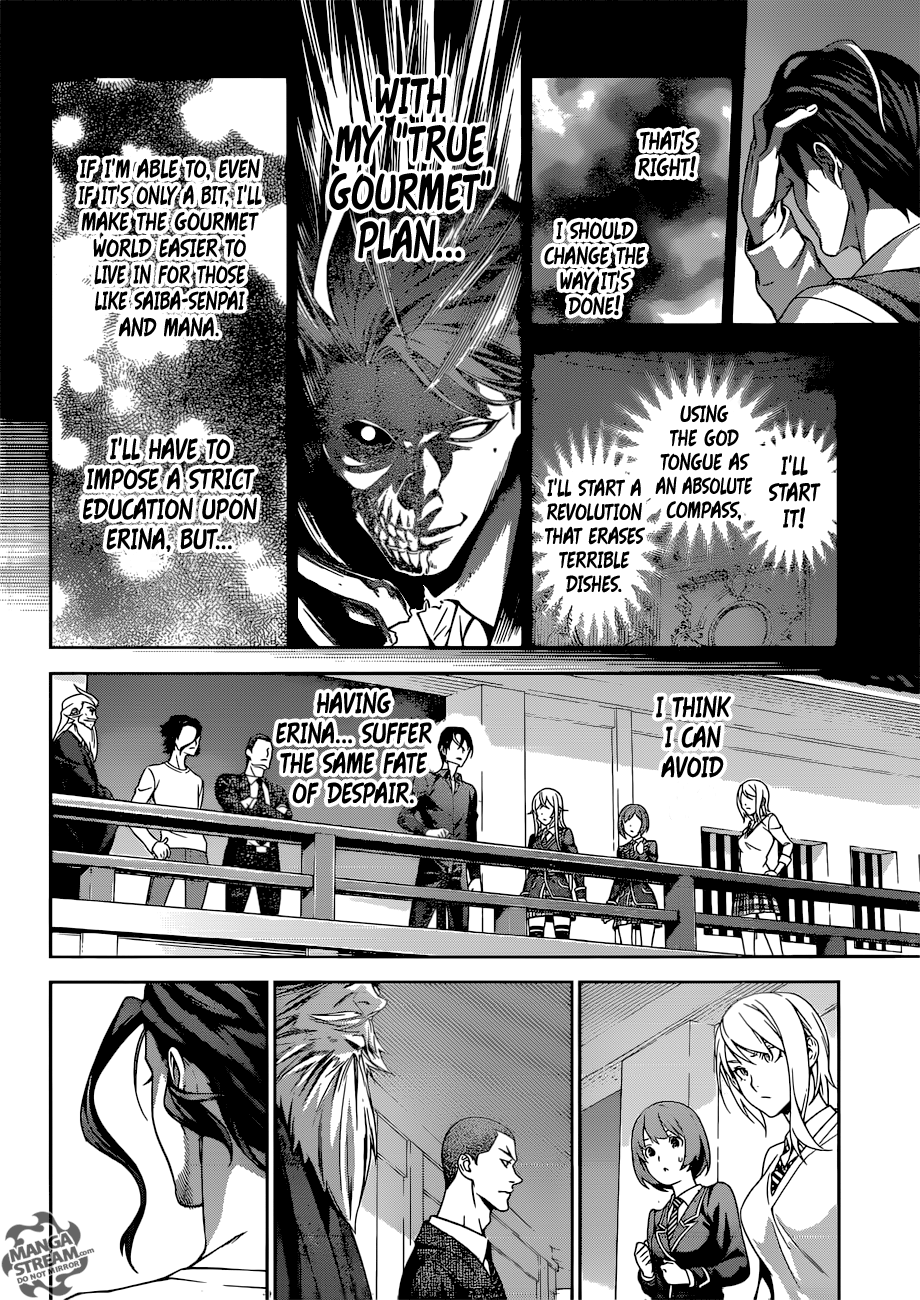 THAT'S
RIGHT!
I SHOULD
CHANGE THE
WAY IT'S
DONE!
I'LL
START
IT!
USING
THE GOD
TONGUE AS
AN ABSOLUTE
COMPASS,
I'LL START A
REVOLUTION
THAT ERASES
TERRIBLE
DISHES.
WITH
MY "TRUE
GOURMET"
PLAN...
IF I'M ABLE TO, EVEN
IF IT'S ONLY A BIT, I'LL
MAKE THE GOURMET
WORLD EASIER TO
LIVE IN FOR THOSE
LIKE SAIBA-SENPAI
AND MANA.
I'LL HAVE TO
IMPOSE A STRICT
EDUCATION UPON
ERINA, BUT...
I THINK
I CAN
AVOID
HAVING
ERINA... SUFFER
THE SAME FATE
OF DESPAIR.
MANGA
STREAM.com
DO NOT MIRROR!